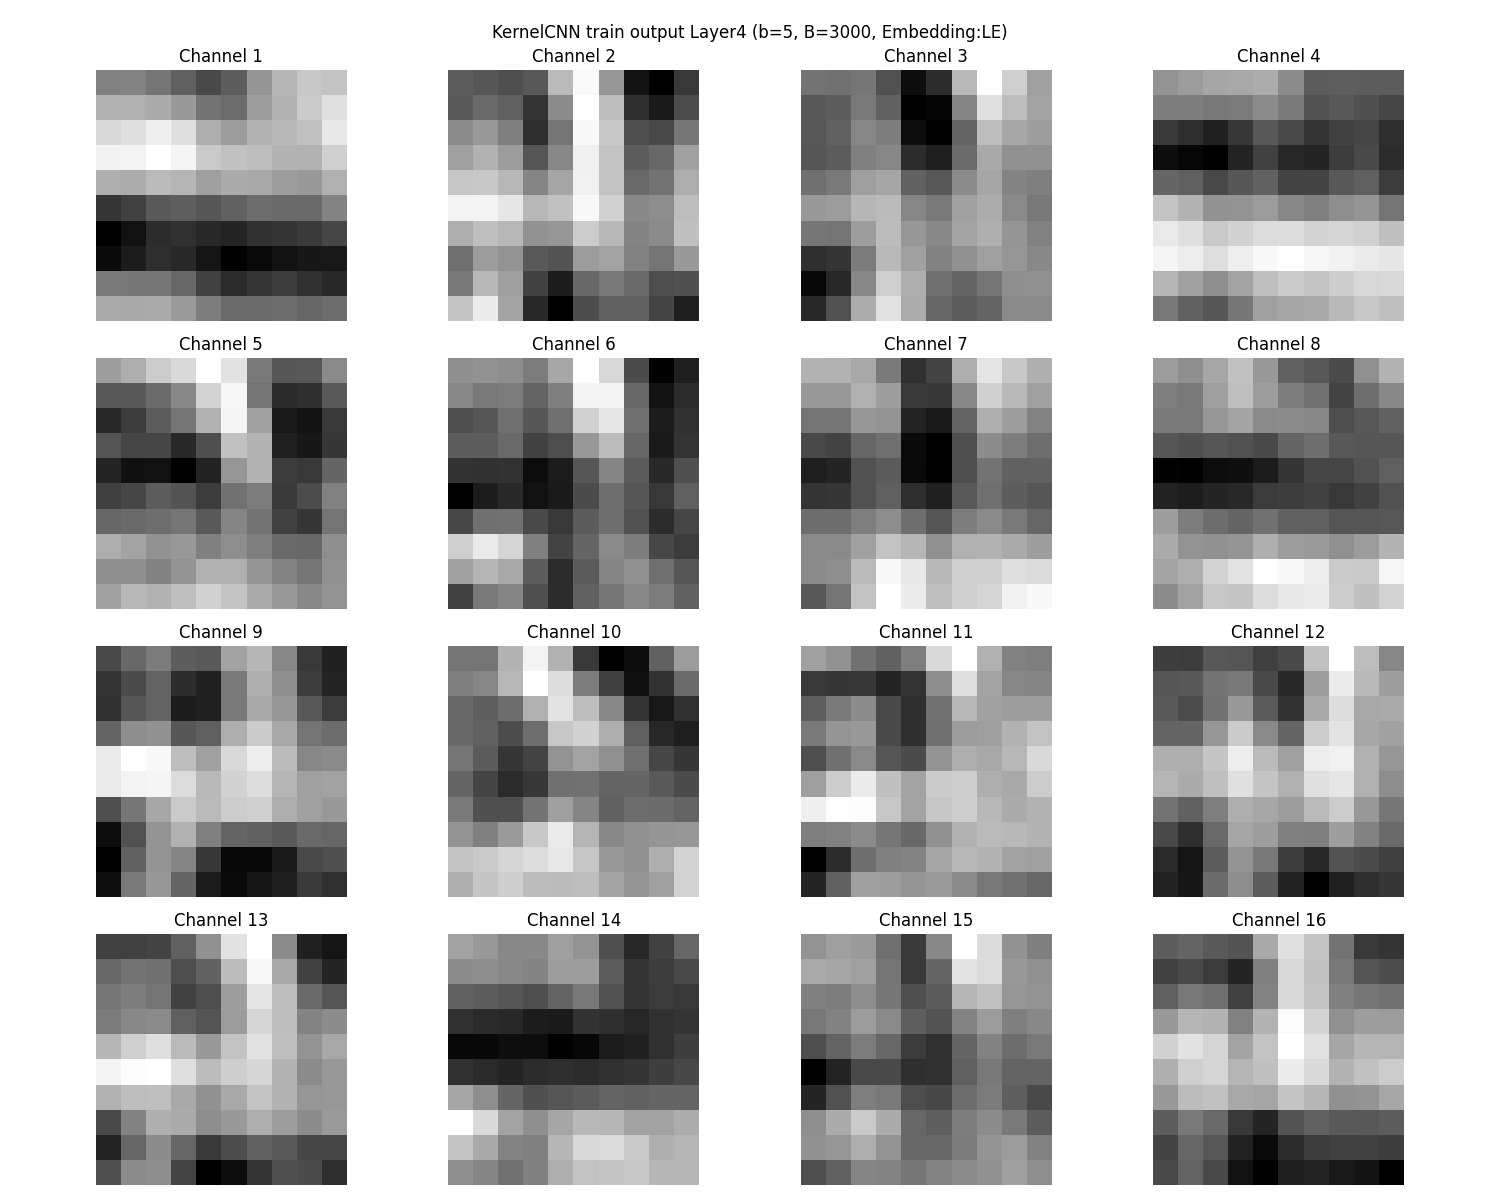 KernelCNN train output Layer4 (b=5, B=3000, Embedding:LE)
Channel 1 Channel 2 Channel 3 Channel 4
Channel 5 Channel 6 Channel 7 Channel 8
Channel 9 Channel 10 Channel 11 Channel 12
Channel 13 Channel 14 Channel 15 Channel 16